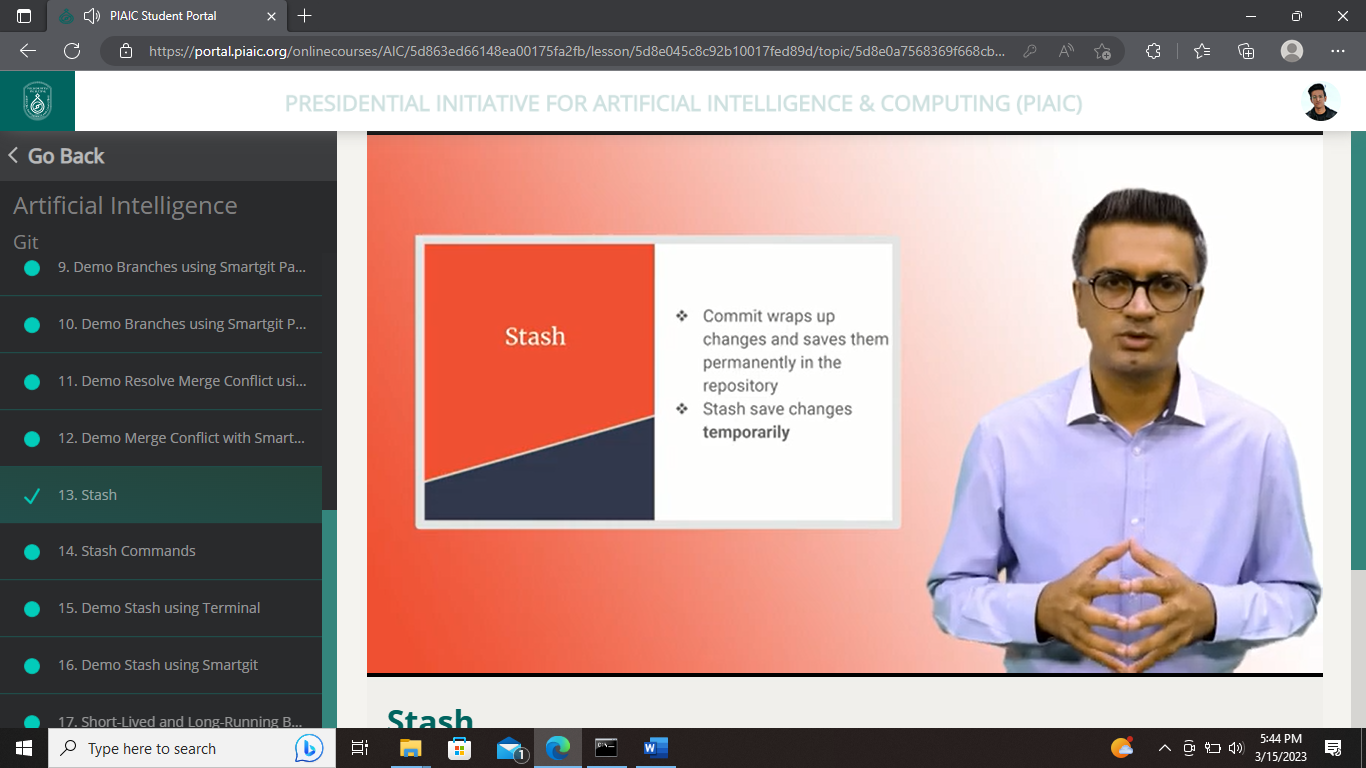 PIAIC Student Portal
https://portal.piaic.org/onlinecourses/AIC/5d863ed66148ea00175fa2fb/lesson/5d8e045c8c92b10017fed89d/topic/5d8e0a7568369f668cb...
PRESIDENTIAL INITIATIVE FOR ARTIFICIAL INTELLIGENCE & COMPUTING (PIAIC)
Go Back
Artificial Intelligence
Git
9. Demo Branches using Smartgit Pa...
10. Demo Branches using Smartgit P...
11. Demo Resolve Merge Conflict usi...
12. Demo Merge Conflict with Smart...
13. Stash
14. Stash Commands
15. Demo Stash using Terminal
16. Demo Stash using Smartgit
17. Short-Lived and Long-Running B...
Stash
❖ Commit wraps up
changes and saves them
permanently in the
repository
❖ Stash save changes
temporarily
Stash
Type here to search
1
5:44 PM
3/15/2023